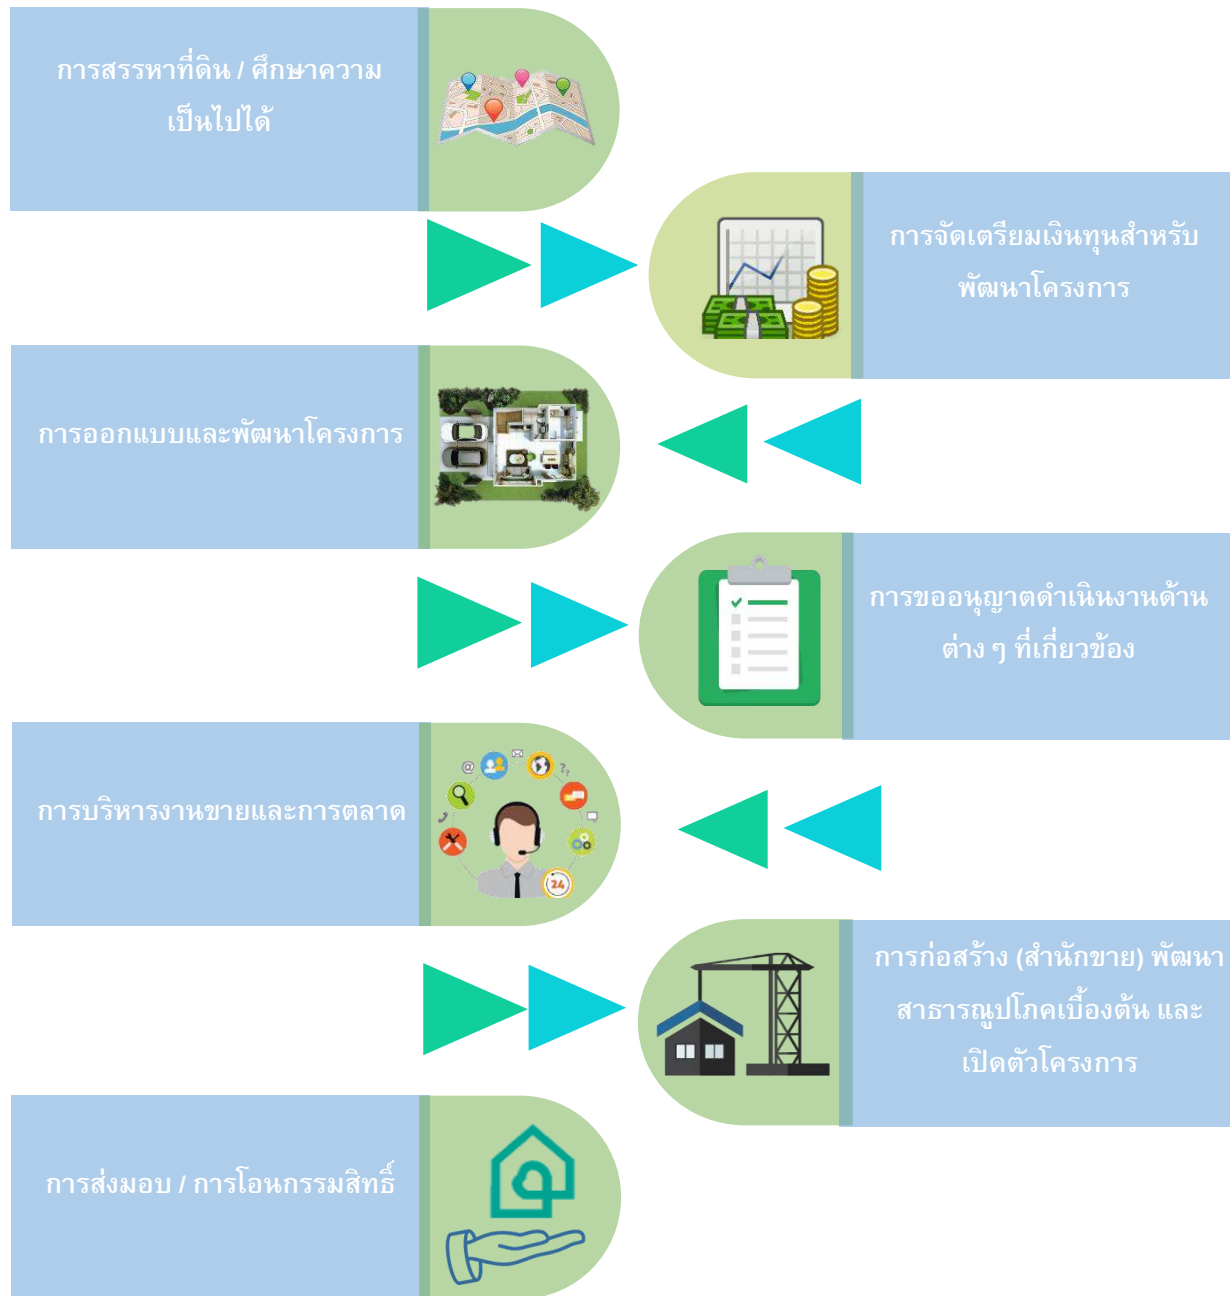 การสรรหาที่ดิน / ศึกษาความ
เป็นไปได้
การจัดเตรียมเงินทุนสำหรับ
พัฒนาโครงการ
การออกแบบและพัฒนาโครงการ
การขออนุญาตดำเนินงานด้าน
ต่าง ๆ ที่เกี่ยวข้อง
การบริหารงานขายและการตลาด
@
??
24
การก่อสร้าง (สำนักขาย) พัฒนา
สาธารณูปโภคเบื้องต้น และ
เปิดตัวโครงการ
การส่งมอบ / การโอนกรรมสิทธิ์